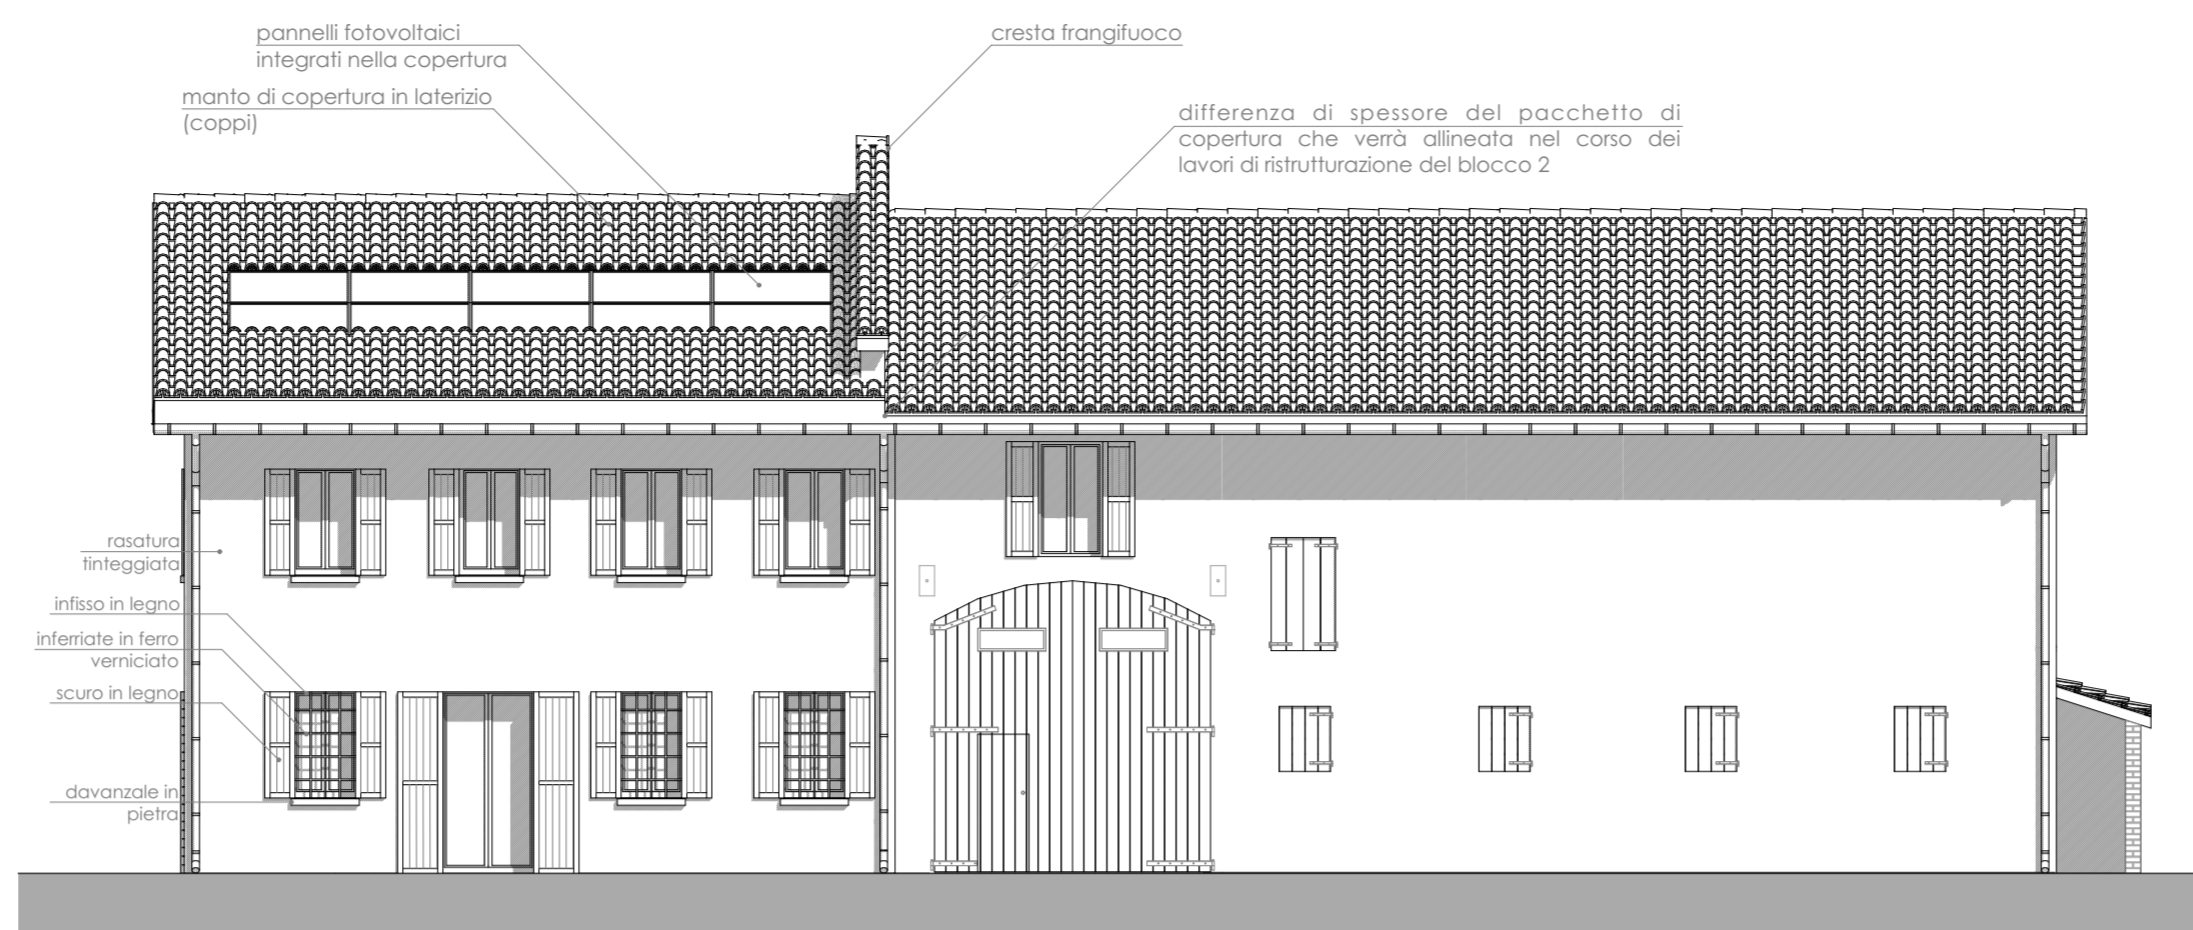 pannelli fotovoltaici
integrati nella copertura
manto di copertura in laterizio
(coppi)
cresta frangifuoco
differenza di spessore del pacchetto di
copertura che verrà allineata nel corso dei
lavori di ristrutturazione del blocco 2
rasatura
tinteggiata
infisso in legno
inferriate in ferro
verniciato
scuro in legno
davanzale in
pietra